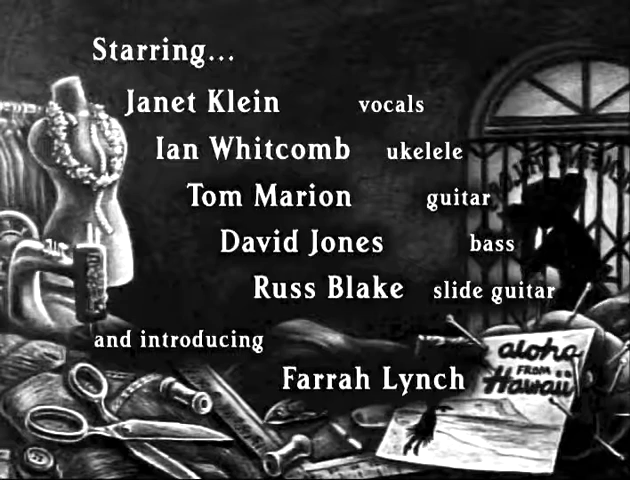 Starring...
Janet Klein vocals
Ian Whitcomb ukelele
Tom Marion guitar
David Jones bass
Russ Blake slide guitar
and introducing
Farrah Lynch
aloha
FROM
Hawaii